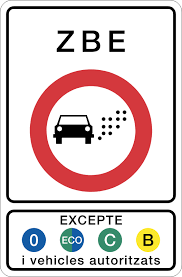 ZBE
EXCEPTE
0 ECO C B
i vehicles autoritzats